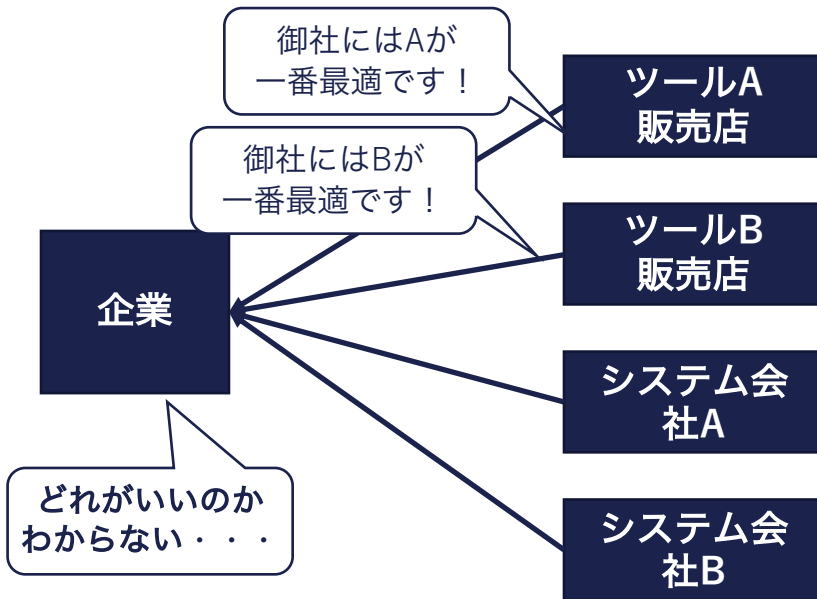 御社にはAが
一番最適です！
ツールA
販売店
御社にはBが
一番最適です！
ツールB
販売店
企業
システム会
社A
どれがいいのか
わからない・・・
システム会
社B